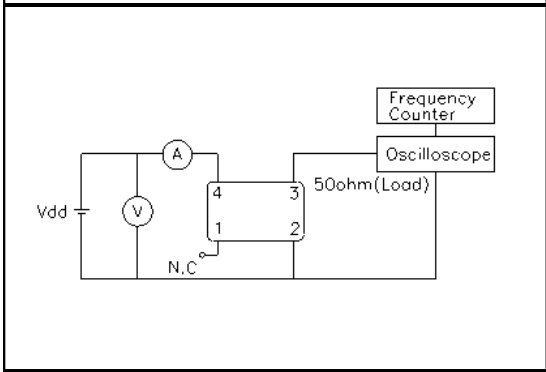 Frequency
Counter
A
Oscilloscope
4
3
50ohm(Load)
Vdd
V
1
2
N.C